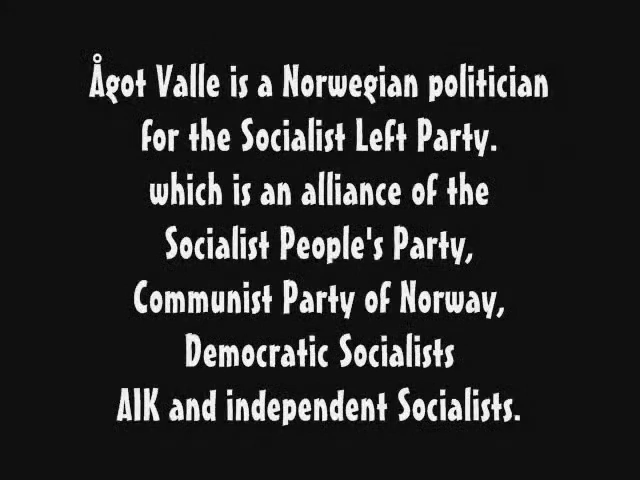 Ågot Valle is a Norwegian politician
for the Socialist Left Party.
which is an alliance of the
Socialist People's Party,
Communist Party of Norway,
Democratic Socialists
AIK and independent Socialists.